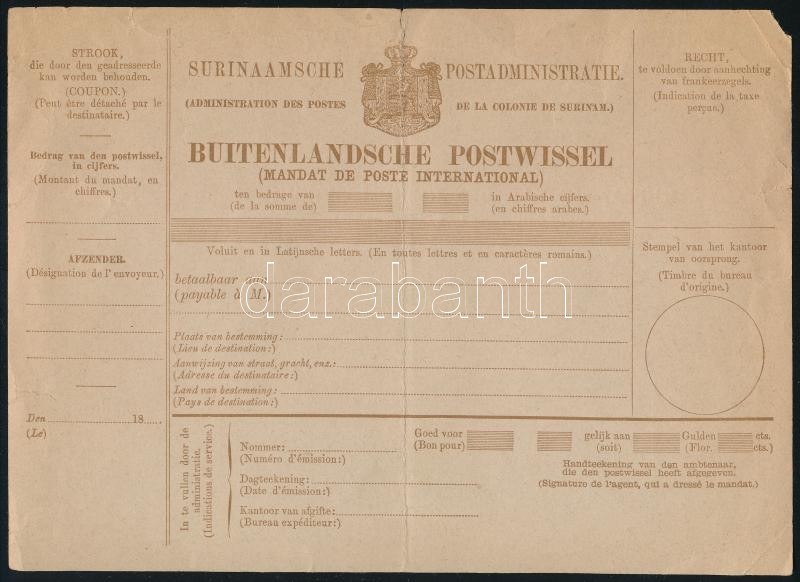 STROOK,
die door den geadresseerde
kan worden behouden.
(COUPON.)
(Peut être détaché par le
destinataire.)
Bedrag van den postwissel,
in cijfers.
(Montant du mandat, en
chiffres.)
AFZENDER.
(Désignation de l'envoyeur.)
Den 18
(Le)
SURINAAMSCHE POSTADMINISTRATIE.
(ADMINISTRATION DES POSTES DE LA COLONIE DE SURINAM.)
BUITENLANDSCHE POSTWISSEL
(MANDAT DE POSTE INTERNATIONAL)
ten bedrage van in Arabische cijfers.
(de la somme de) (en chiffres arabes.)
Voluit en in Latijnsche letters. (En toutes lettres et en caractères romains.)
betaalbaar aan
(payable à M.)
darabanth
Plaats van bestemming:
(Lieu de destination:)
Aanwijzing van straat, gracht, enz.:
(Adresse du destinataire:)
Land van bestemming:
(Pays de destination:)
RECHT,
te voldoen door aanhechting
van frankeerzegels.
(Indication de la taxe
perçue.)
Stempel van het kantoor
van oorsprong.
(Timbre du bureau
d'origine.)
In te vullen door de
administratie.
(Indications de service.)
Nommer:
(Numéro d'émission:)
Dagteekening:
(Date d'émission:)
Kantoor van afgifte:
(Bureau expéditeur:)
Goed voor gelijk aan Gulden cts.
(Bon pour) (soit) (Flor. cts.)
Handteekening van den ambtenaar,
die den postwissel heeft afgegeven.
(Signature de l'agent, qui a dressé le mandat.)